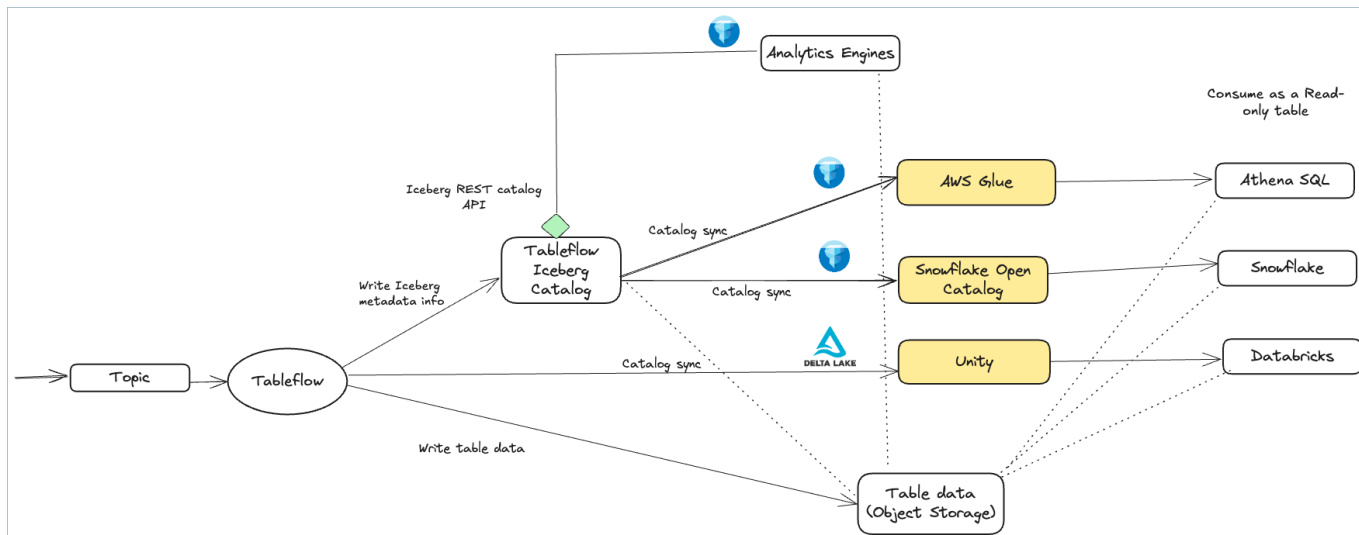 Analytics Engines
Consume as a Read-
only table
Iceberg REST catalog
API
AWS Glue
Athena SQL
Catalog sync
Tableflow
Iceberg
Catalog
Snowflake Open
Catalog
Snowflake
Catalog sync
Write Iceberg
metadata info
DELTA LAKE
Catalog sync
Unity
Databricks
Topic
Tableflow
Write table data
Table data
(Object Storage)